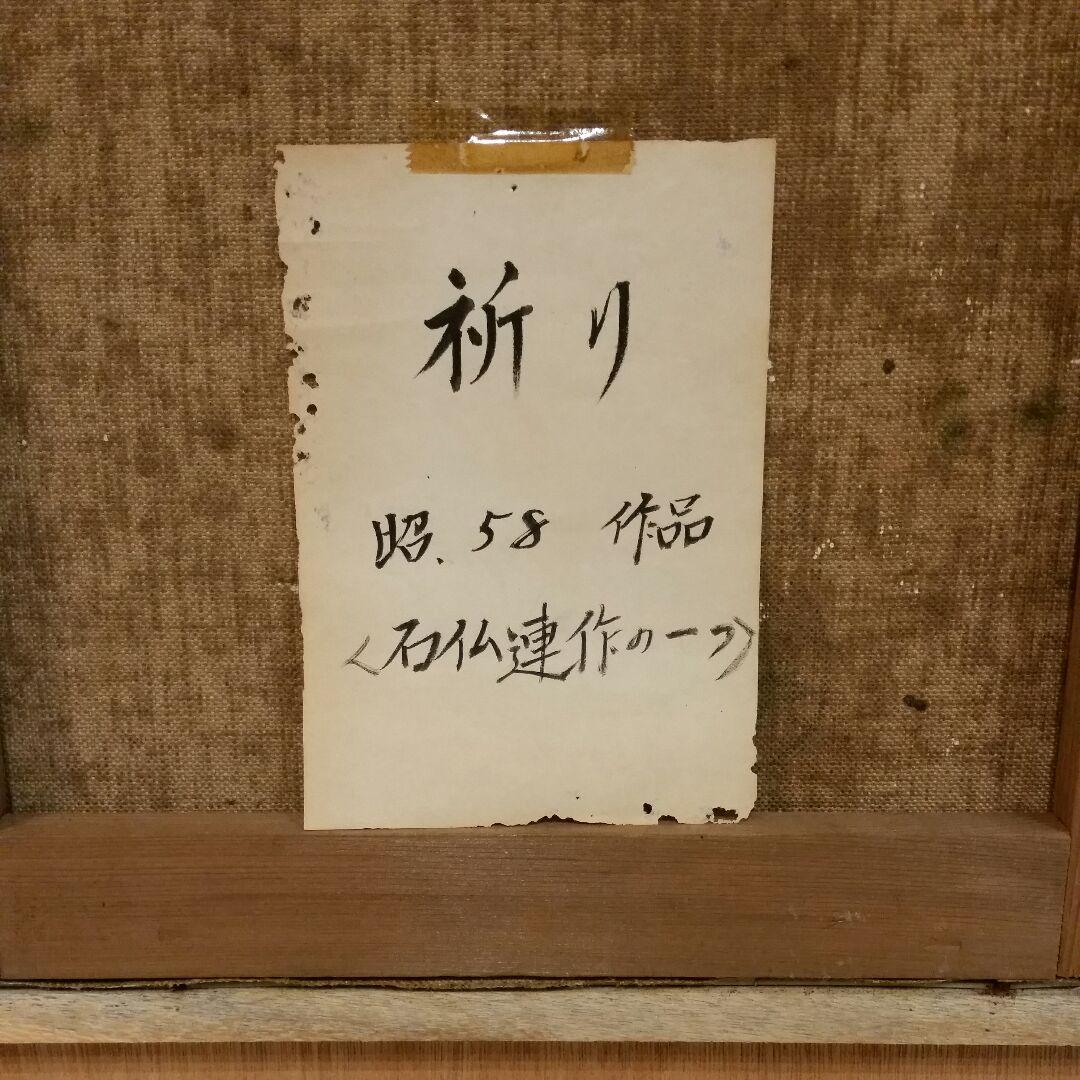 祈り
昭、58 作品
〈石仏連作の一つ〉